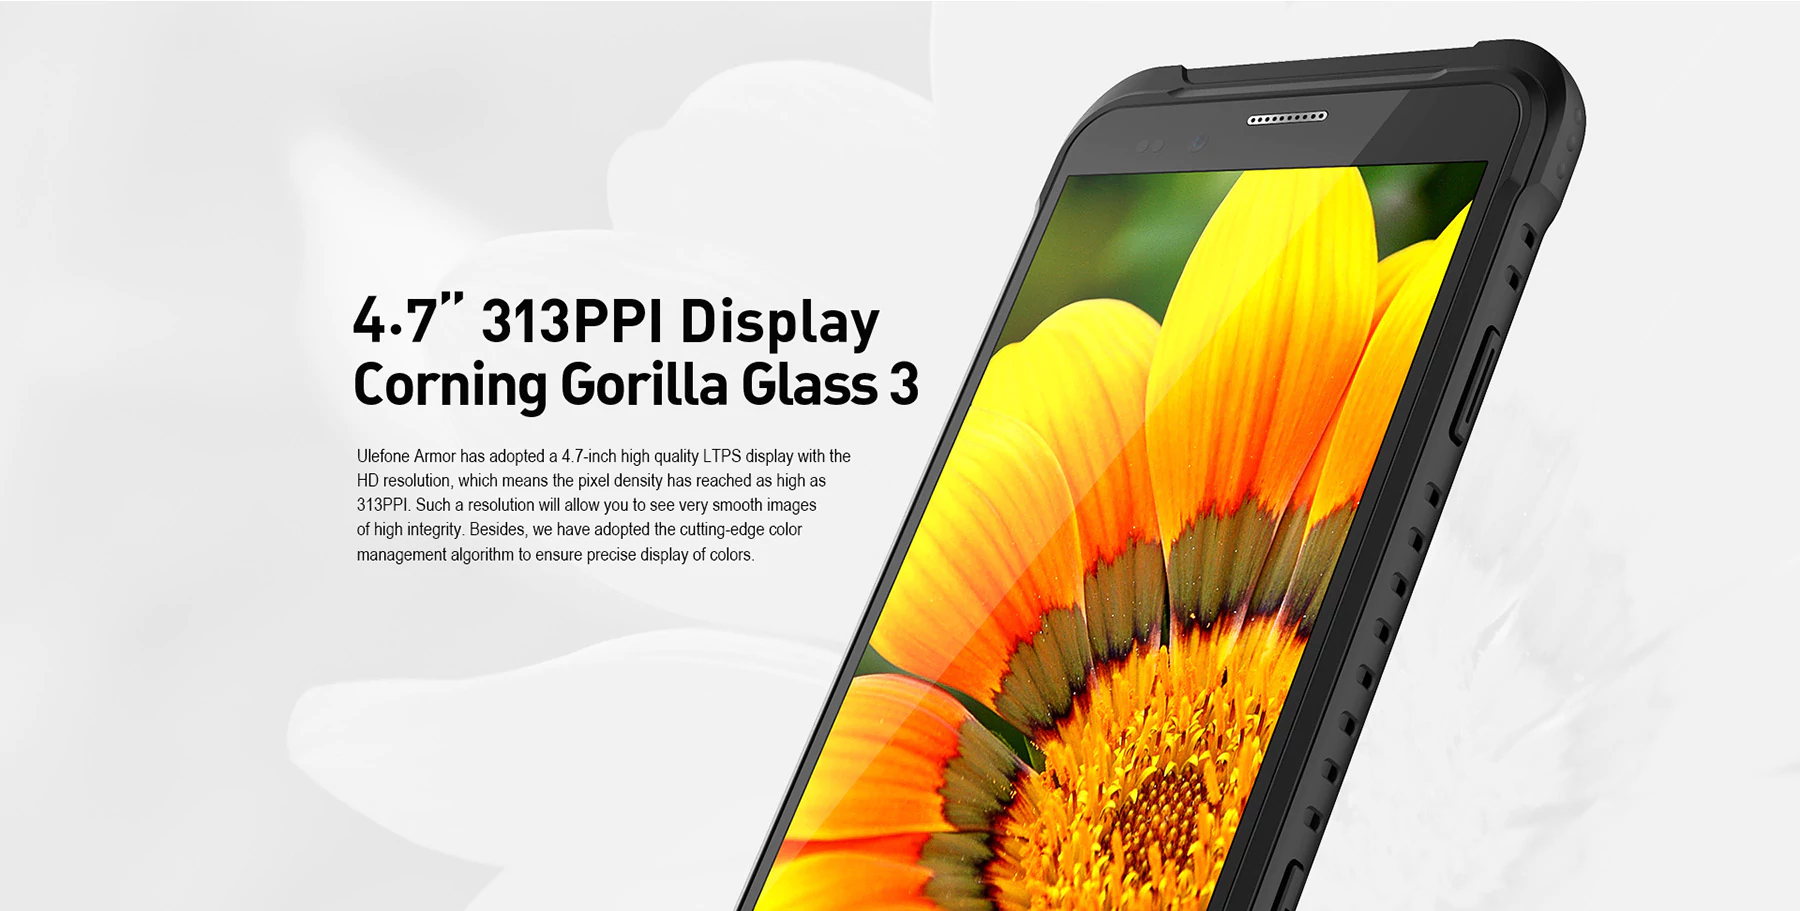 4.7” 313PPI Display
Corning Gorilla Glass 3
Ulefone Armor has adopted a 4.7-inch high quality LTPS display with the
HD resolution, which means the pixel density has reached as high as
313PPI. Such a resolution will allow you to see very smooth images
of high integrity. Besides, we have adopted the cutting-edge color
management algorithm to ensure precise display of colors.